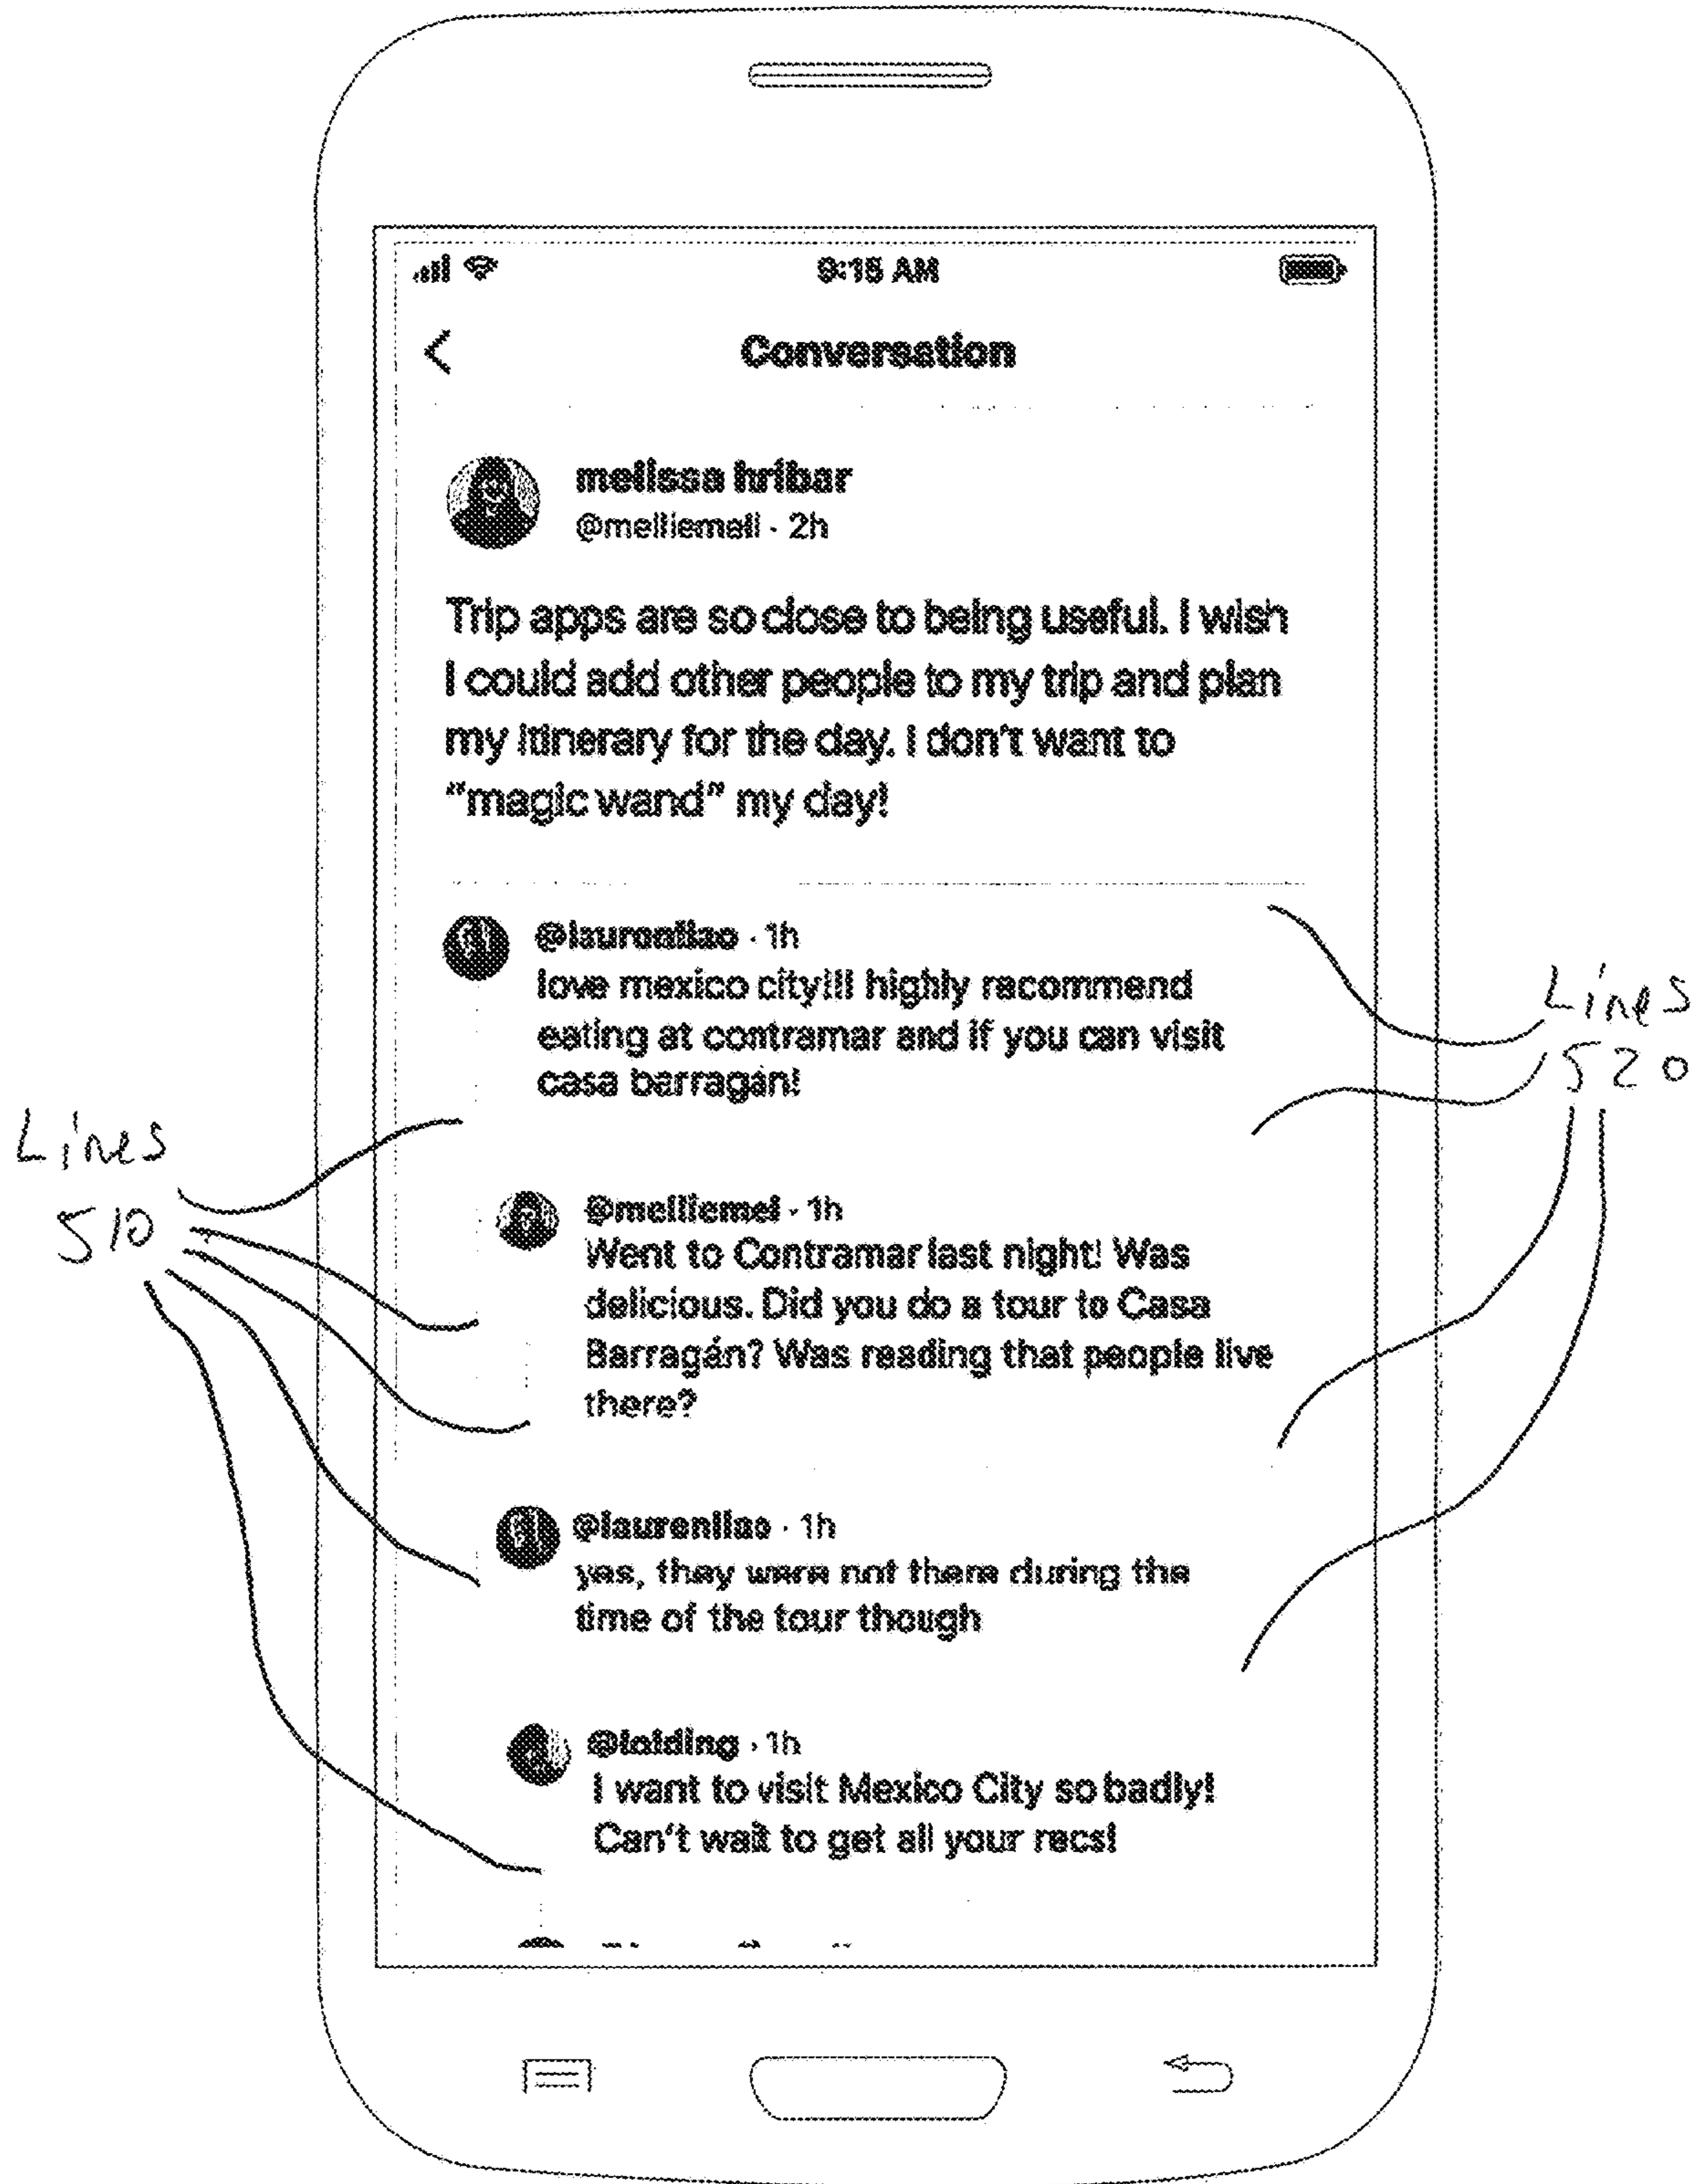 9:15 AM
Conversation
melissa hribar
@melliemell · 2h
Trip apps are so close to being useful. I wish
I could add other people to my trip and plan
my itinerary for the day. I don't want to
"magic wand" my day!
@laurenliao · 1h
love mexico city!!! highly recommend
eating at contramar and if you can visit
casa barragán!
Lines
520
Lines
510
@melliemel · 1h
Went to Contramar last night! Was
delicious. Did you do a tour to Casa
Barragán? Was reading that people live
there?
@laurenliao · 1h
yes, they were not there during the
time of the tour though
· 1h
I want to visit Mexico City so badly!
Can't wait to get all your recs!